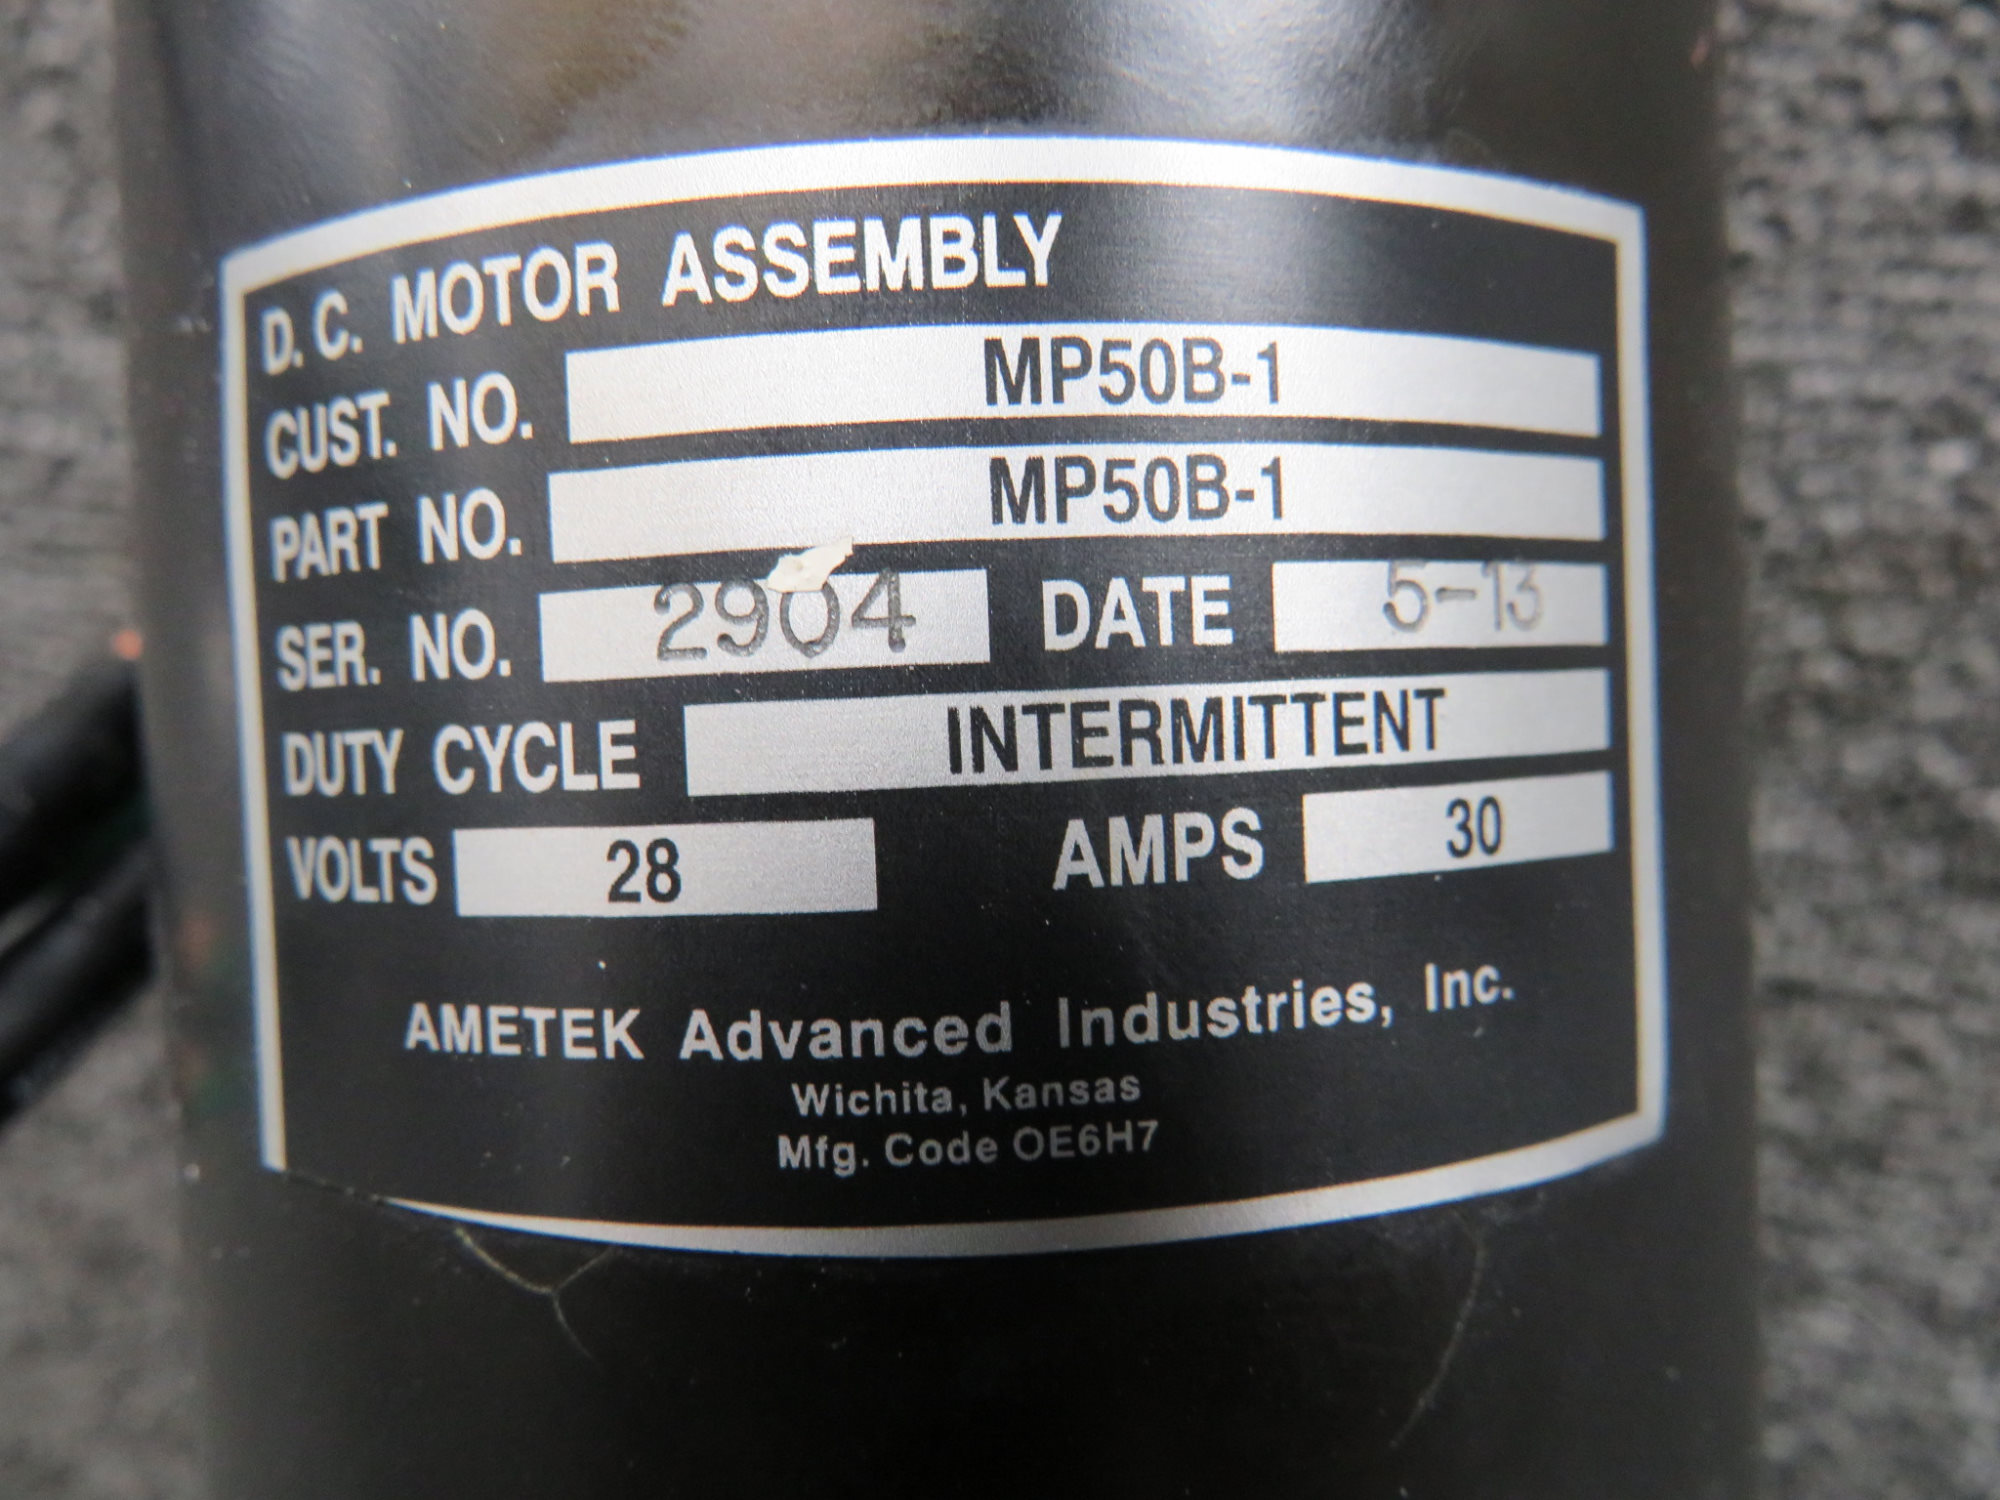 D. C. MOTOR ASSEMBLY
CUST. NO. MP50B-1
PART NO. MP50B-1
SER. NO. 2904 DATE 5-13
DUTY CYCLE INTERMITTENT
VOLTS 28 AMPS 30
AMETEK Advanced Industries, Inc.
Wichita, Kansas
Mfg. Code OE6H7